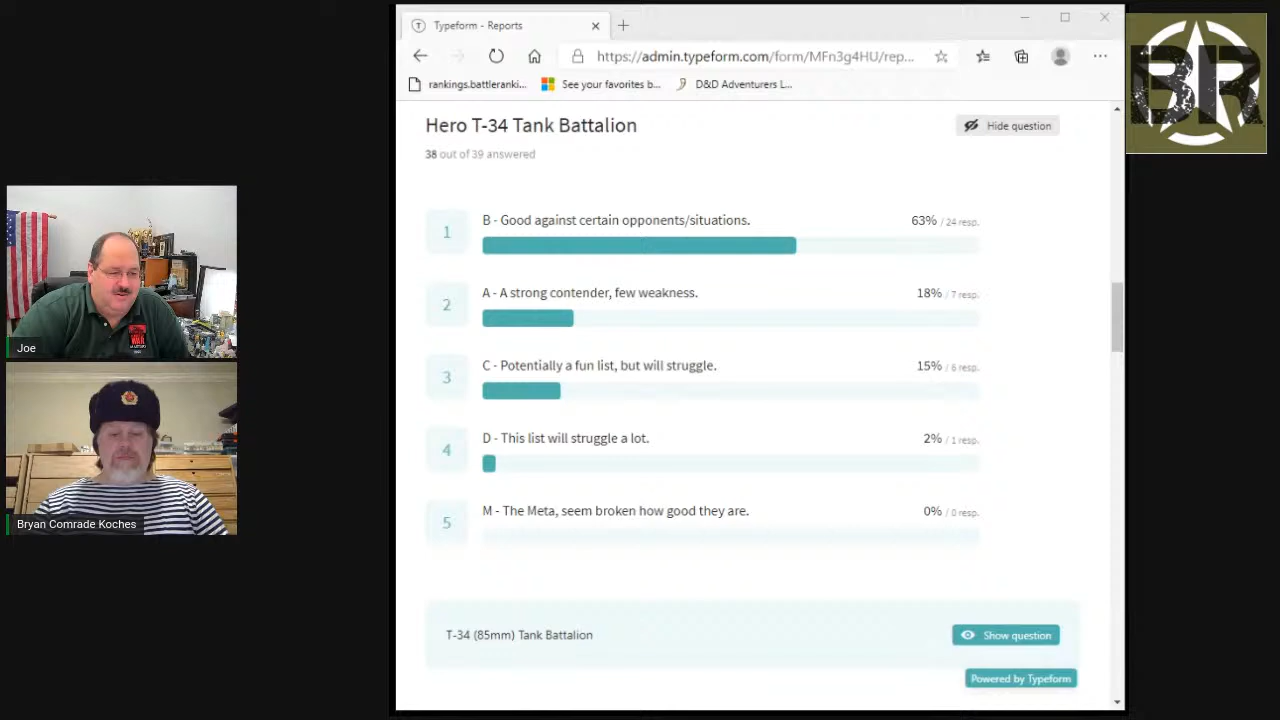 Typeform - Reports
https://admin.typeform.com/form/MFn3g4HU/rep...
rankings.battleranki...
See your favorites b...
D&D Adventurers L...
BR
Hero T-34 Tank Battalion
Hide question
38 out of 39 answered
1
B - Good against certain opponents/situations.
63% / 24 resp.
2
A - A strong contender, few weakness.
18% / 7 resp.
3
C - Potentially a fun list, but will struggle.
15% / 6 resp.
4
D - This list will struggle a lot.
2% / 1 resp.
5
M - The Meta, seem broken how good they are.
0% / 0 resp.
T-34 (85mm) Tank Battalion
Show question
Powered by Typeform
Joe
Bryan Comrade Koches